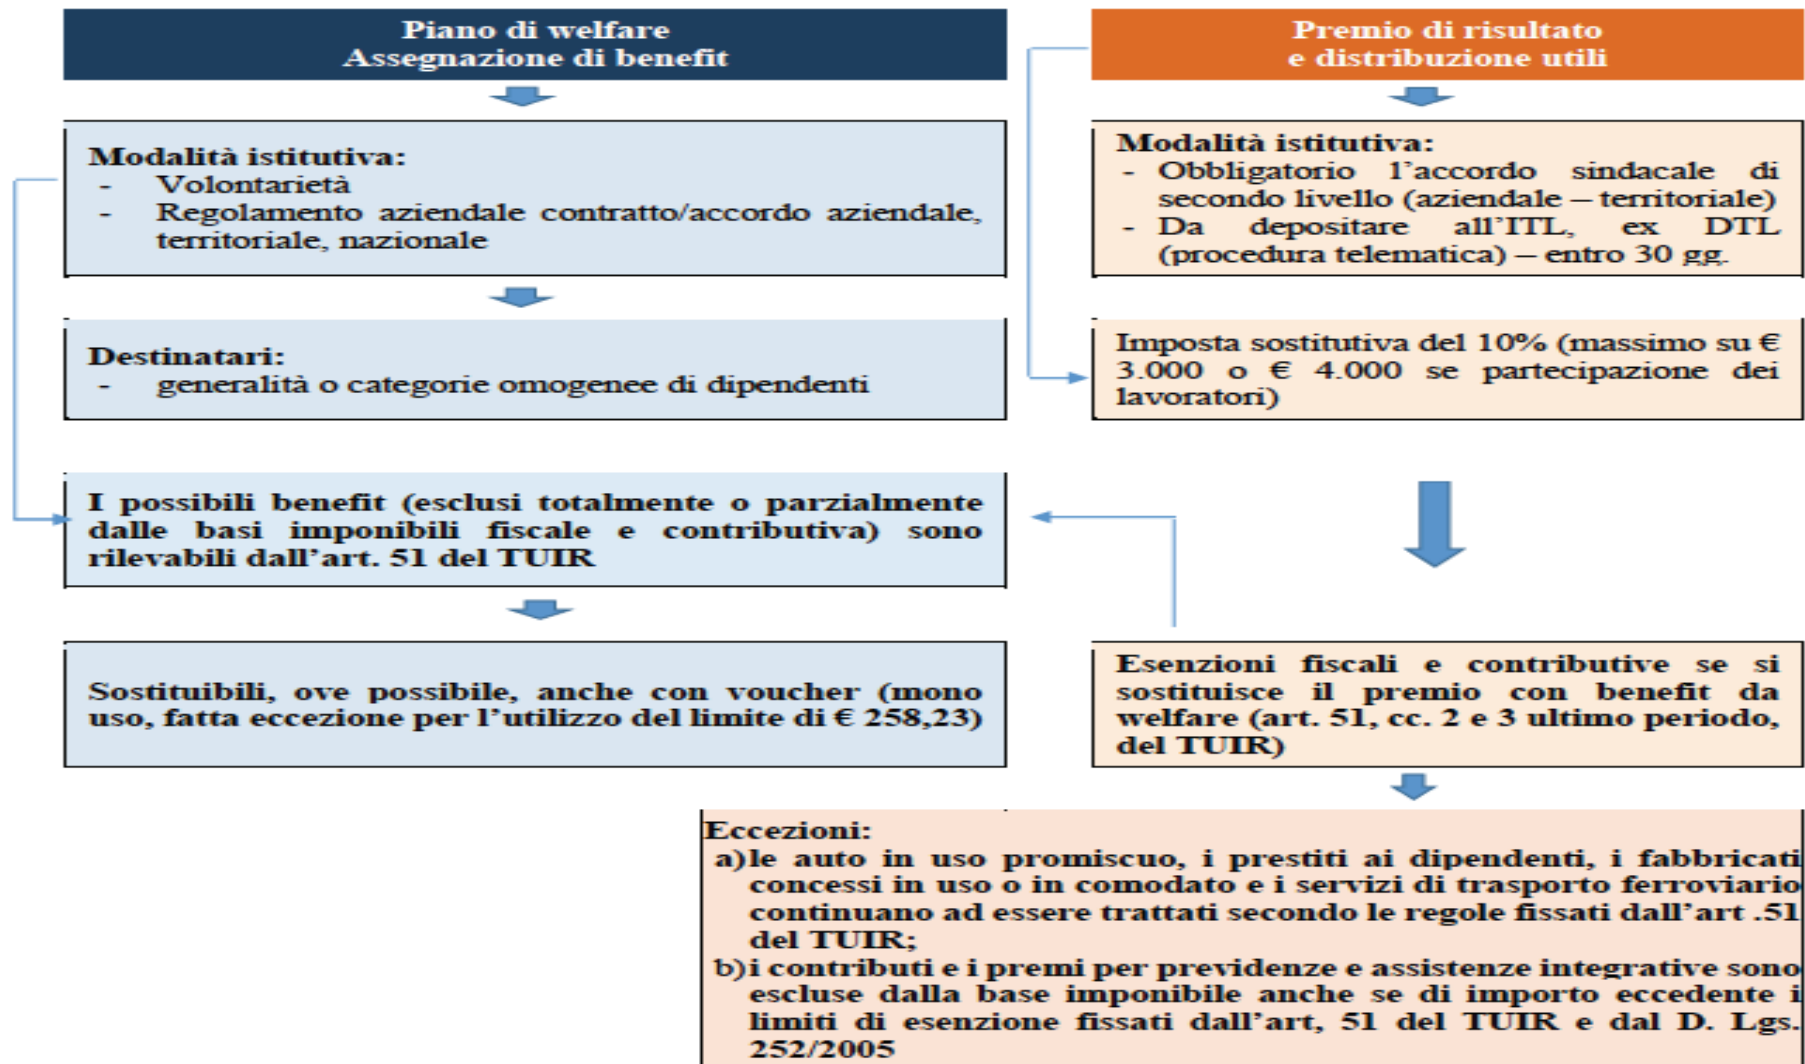 Piano di welfare
Assegnazione di benefit
Modalità istitutiva:
- Volontarietà
- Regolamento aziendale contratto/accordo aziendale,
territoriale, nazionale
Destinatari:
- generalità o categorie omogenee di dipendenti
I possibili benefit (esclusi totalmente o parzialmente
dalle basi imponibili fiscale e contributiva) sono
rilevabili dall'art. 51 del TUIR
Sostituibili, ove possibile, anche con voucher (mono
uso, fatta eccezione per l'utilizzo del limite di € 258,23)
Premio di risultato
e distribuzione utili
Modalità istitutiva:
- Obbligatorio l'accordo sindacale di
secondo livello (aziendale – territoriale)
- Da depositare all'ITL, ex DTL
(procedura telematica) – entro 30 gg.
Imposta sostitutiva del 10% (massimo su €
3.000 o € 4.000 se partecipazione dei
lavoratori)
Esenzioni fiscali e contributive se si
sostituisce il premio con benefit da
welfare (art. 51, cc. 2 e 3 ultimo periodo,
del TUIR)
Eccezioni:
a) le auto in uso promiscuo, i prestiti ai dipendenti, i fabbricati
concessi in uso o in comodato e i servizi di trasporto ferroviario
continuano ad essere trattati secondo le regole fissati dall'art .51
del TUIR;
b) i contributi e i premi per previdenze e assistenze integrative sono
escluse dalla base imponibile anche se di importo eccedente i
limiti di esenzione fissati dall'art, 51 del TUIR e dal D. Lgs.
252/2005